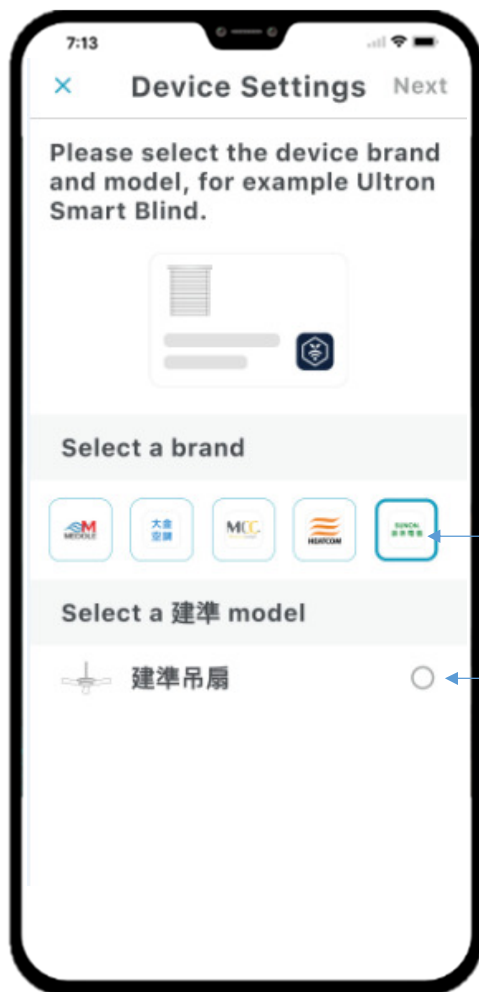 7:13
Device Settings
Next
Please select the device brand
and model, for example Ultron
Smart Blind.
Select a brand
MEDOLE
大金
空調
MCC
HEATCOM
SUNON
Select a 建準 model
建準吊扇